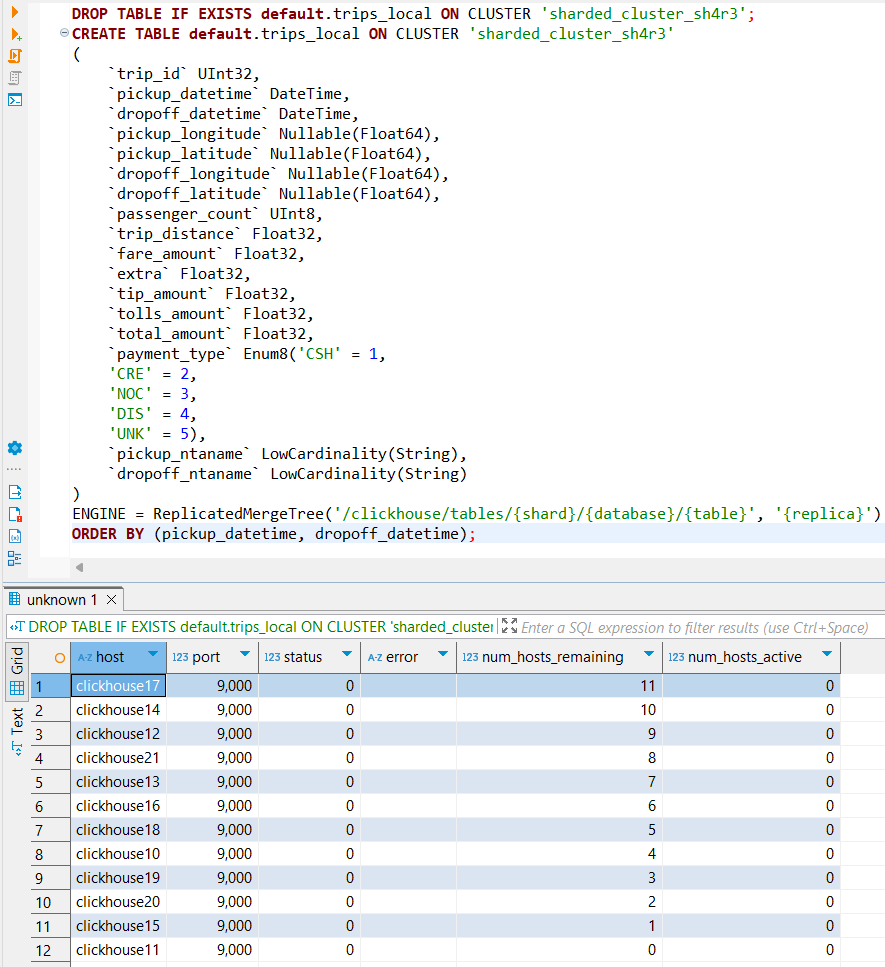 DROP TABLE IF EXISTS default.trips_local ON CLUSTER 'sharded_cluster_sh4r3';
CREATE TABLE default.trips_local ON CLUSTER 'sharded_cluster_sh4r3'
(
    `trip_id` UInt32,
    `pickup_datetime` DateTime,
    `dropoff_datetime` DateTime,
    `pickup_longitude` Nullable(Float64),
    `pickup_latitude` Nullable(Float64),
    `dropoff_longitude` Nullable(Float64),
    `dropoff_latitude` Nullable(Float64),
    `passenger_count` UInt8,
    `trip_distance` Float32,
    `fare_amount` Float32,
    `extra` Float32,
    `tip_amount` Float32,
    `tolls_amount` Float32,
    `total_amount` Float32,
    `payment_type` Enum8('CSH' = 1,
    'CRE' = 2,
    'NOC' = 3,
    'DIS' = 4,
    'UNK' = 5),
    `pickup_ntaname` LowCardinality(String),
    `dropoff_ntaname` LowCardinality(String)
)
ENGINE = ReplicatedMergeTree('/clickhouse/tables/{shard}/{database}/{table}', '{replica}')
ORDER BY (pickup_datetime, dropoff_datetime);
unknown 1
DROP TABLE IF EXISTS default.trips_local ON CLUSTER 'sharded_cluster Enter a SQL expression to filter results (use Ctrl+Space)
Grid
Text
A-Z host 123 port 123 status A-Z error 123 num_hosts_remaining 123 num_hosts_active
1 clickhouse17 9,000 0 11 0
2 clickhouse14 9,000 0 10 0
3 clickhouse12 9,000 0 9 0
4 clickhouse21 9,000 0 8 0
5 clickhouse13 9,000 0 7 0
6 clickhouse16 9,000 0 6 0
7 clickhouse18 9,000 0 5 0
8 clickhouse10 9,000 0 4 0
9 clickhouse19 9,000 0 3 0
10 clickhouse20 9,000 0 2 0
11 clickhouse15 9,000 0 1 0
12 clickhouse11 9,000 0 0 0